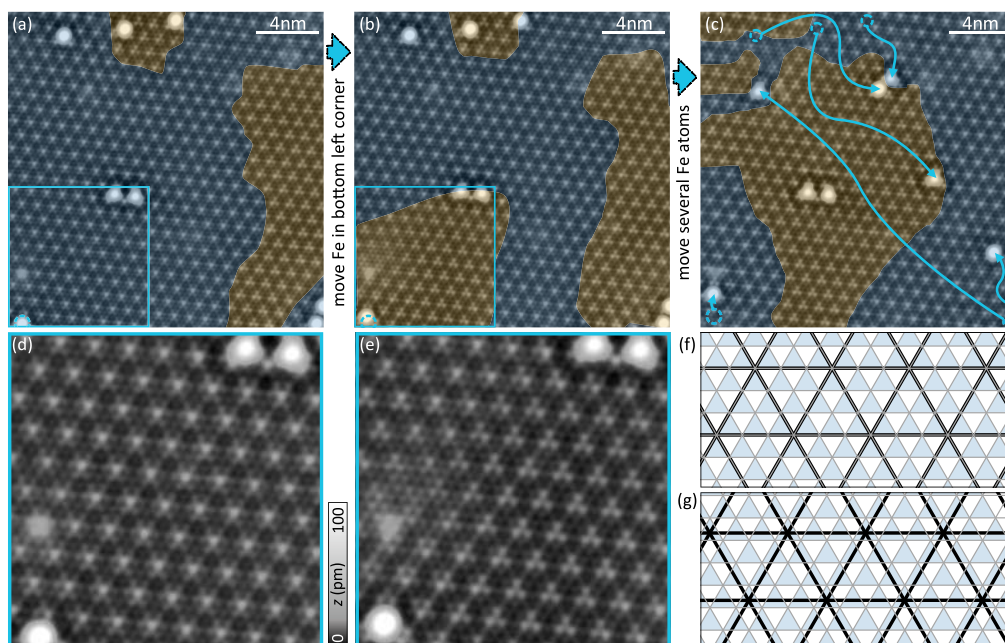 (a)
4nm
move Fe in bottom left corner
(b)
4nm
move several Fe atoms
(c)
4nm
(d)
0 z (pm) 100
(e)
(f)
(g)